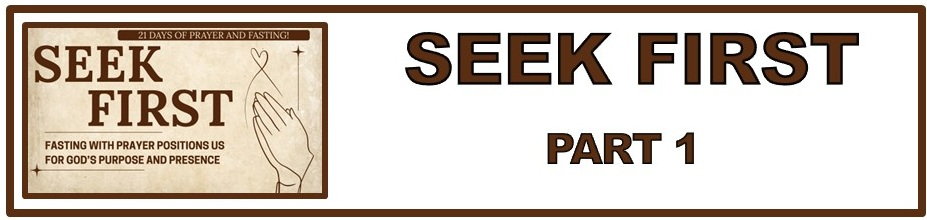 21 DAYS OF PRAYER AND FASTING!
SEEK
FIRST
FASTING WITH PRAYER POSITIONS US
FOR GOD'S PURPOSE AND PRESENCE
SEEK FIRST
PART 1